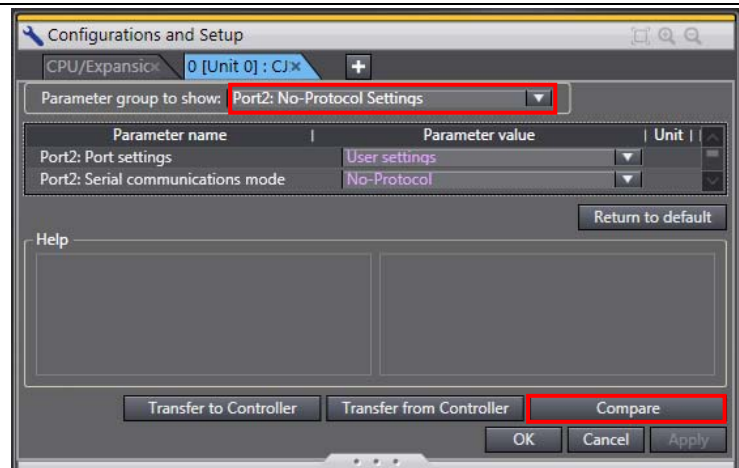 Configurations and Setup
CPU/Expansic× 0 [Unit 0] : CJ× +
Parameter group to show: Port2: No-Protocol Settings
Parameter name | Parameter value | Unit |
Port2: Port settings User settings
Port2: Serial communications mode No-Protocol
Return to default
Help
Transfer to Controller Transfer from Controller Compare
OK Cancel Apply